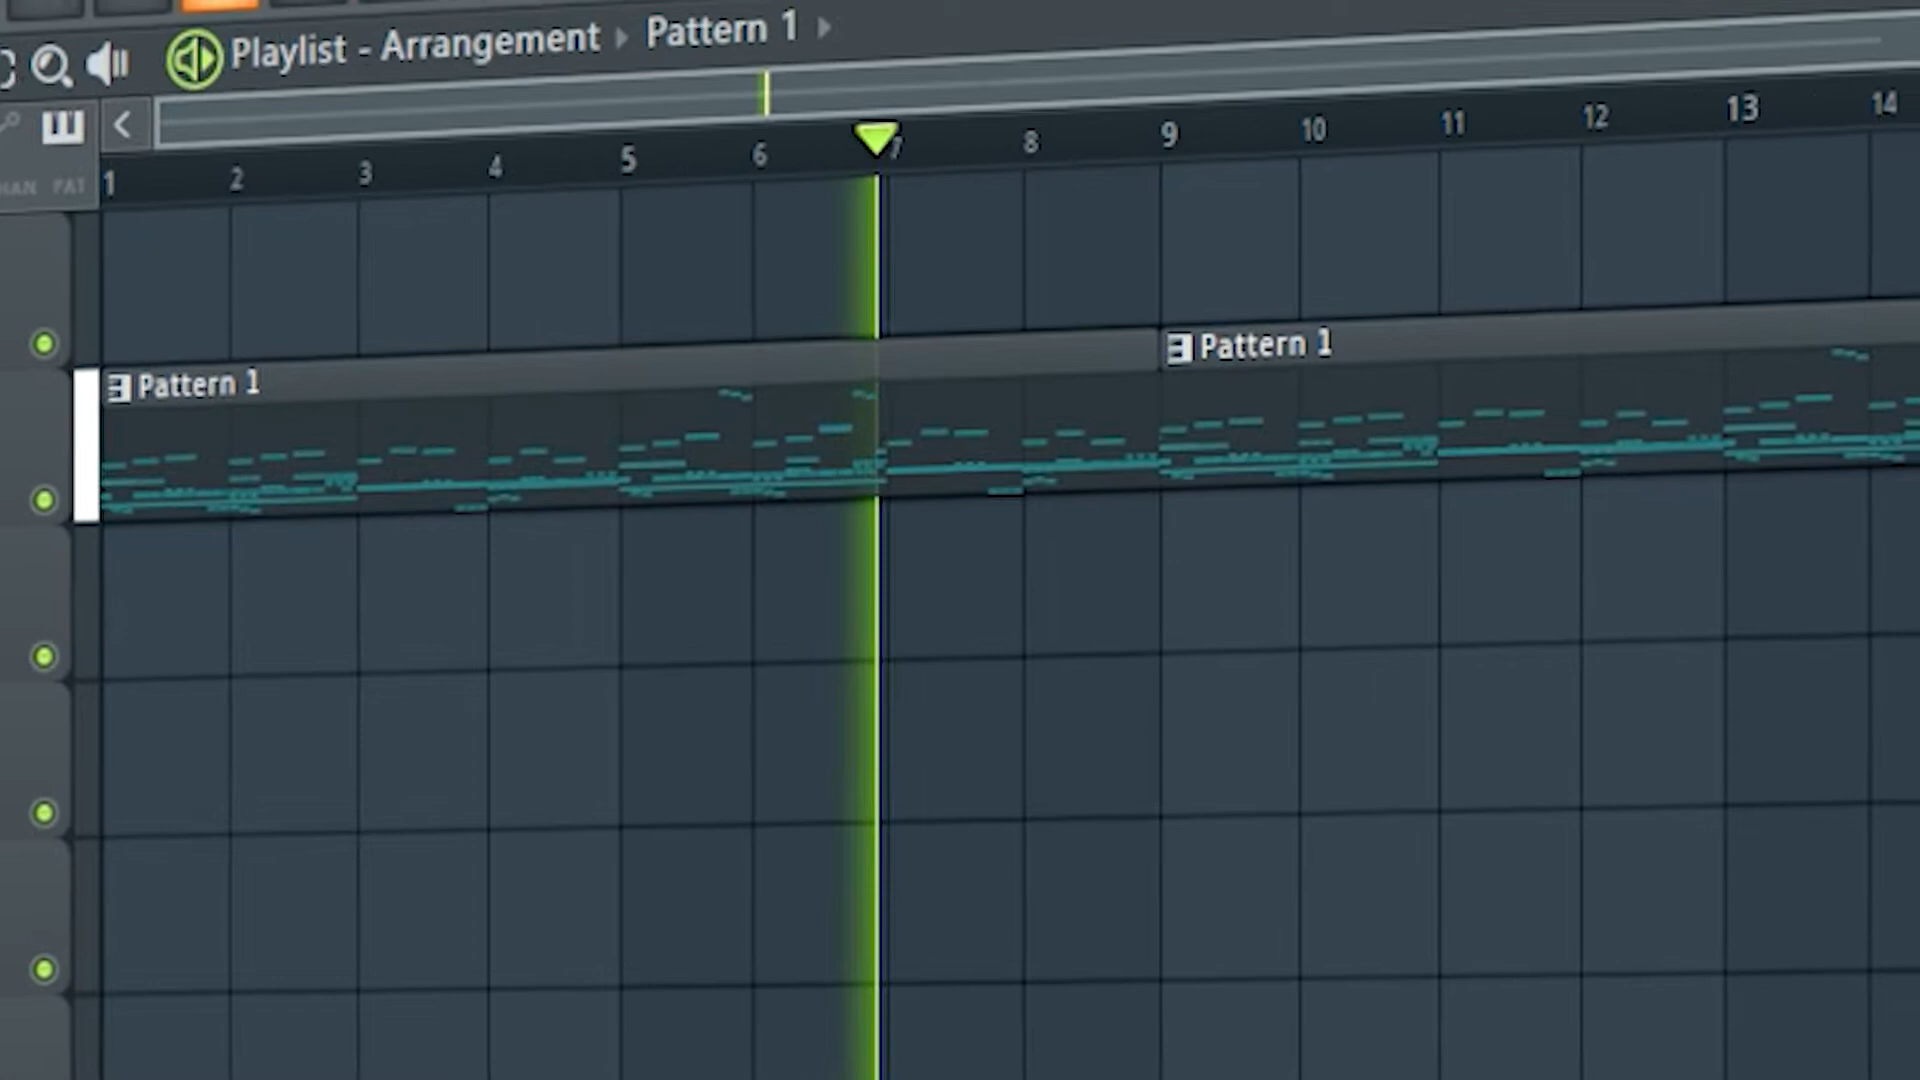 Playlist - Arrangement ▸ Pattern 1 ▸
1 2 3 4 5 6 7 8 9 10 11 12 13 14
PAT
Pattern 1
Pattern 1